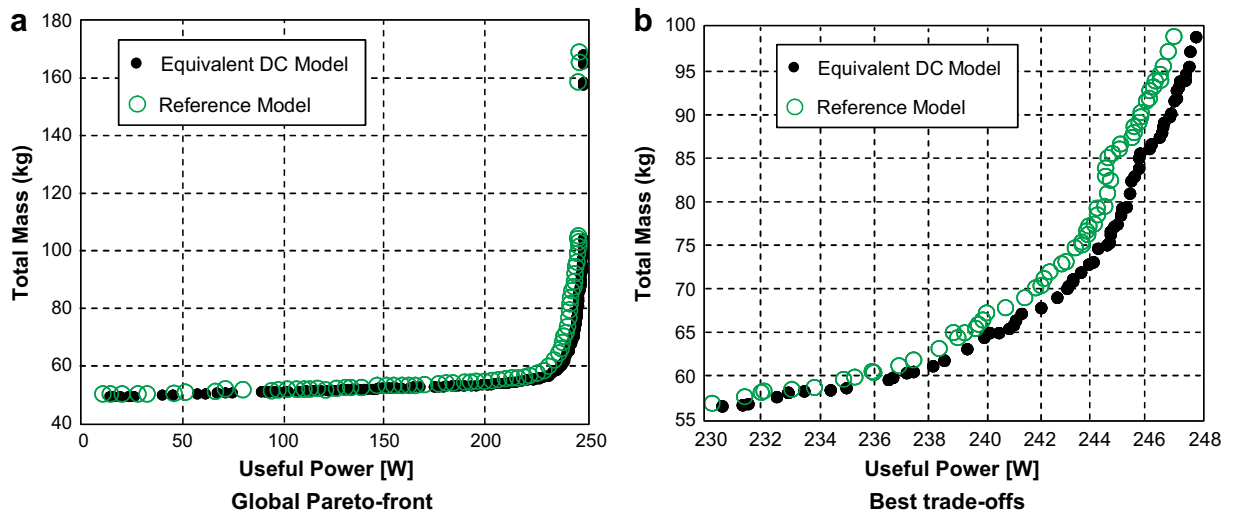 a
180
160
140
120
100
80
60
40
Total Mass (kg)
Equivalent DC Model
Reference Model
0 50 100 150 200 250
Useful Power [W]
Global Pareto-front
b
100
95
90
85
80
75
70
65
60
55
Total Mass (kg)
Equivalent DC Model
Reference Model
230 232 234 236 238 240 242 244 246 248
Useful Power [W]
Best trade-offs